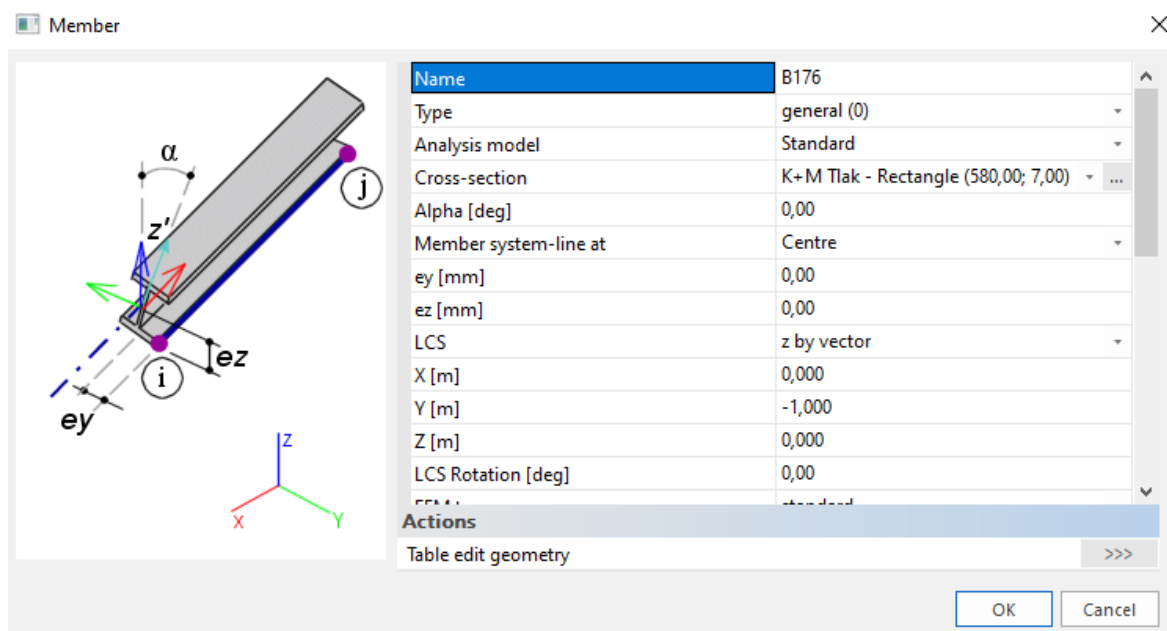 Member
α
j
z'
ez
i
ey
Z
X
Y
Name B176
Type general (0)
Analysis model Standard
Cross-section K+M Tlak - Rectangle (580,00; 7,00) ...
Alpha [deg] 0,00
Member system-line at Centre
ey [mm] 0,00
ez [mm] 0,00
LCS z by vector
X [m] 0,000
Y [m] -1,000
Z [m] 0,000
LCS Rotation [deg] 0,00
Actions
Table edit geometry >>>
OK Cancel